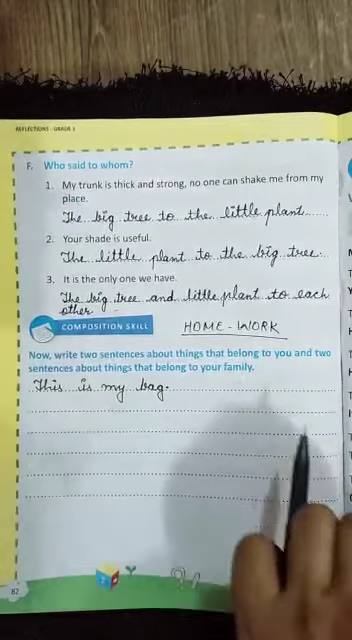 REFLECTIONS - GRADE 3
F. Who said to whom?
1. My trunk is thick and strong, no one can shake me from my
place.
The big tree to the little plant
2. Your shade is useful.
The little plant to the big tree.
3. It is the only one we have.
The big tree and little plant to each
other.
COMPOSITION SKILL
HOME-WORK
Now, write two sentences about things that belong to you and two
sentences about things that belong to your family.
This is my bag.
82